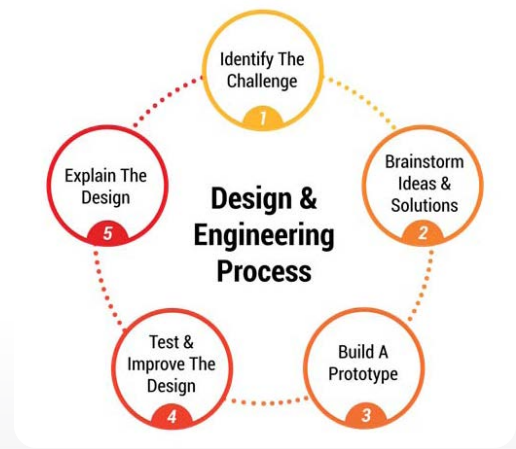 Identify The
Challenge
1
Brainstorm
Ideas &
Solutions
2
Build A
Prototype
3
Test &
Improve The
Design
4
Explain The
Design
5
Design &
Engineering
Process